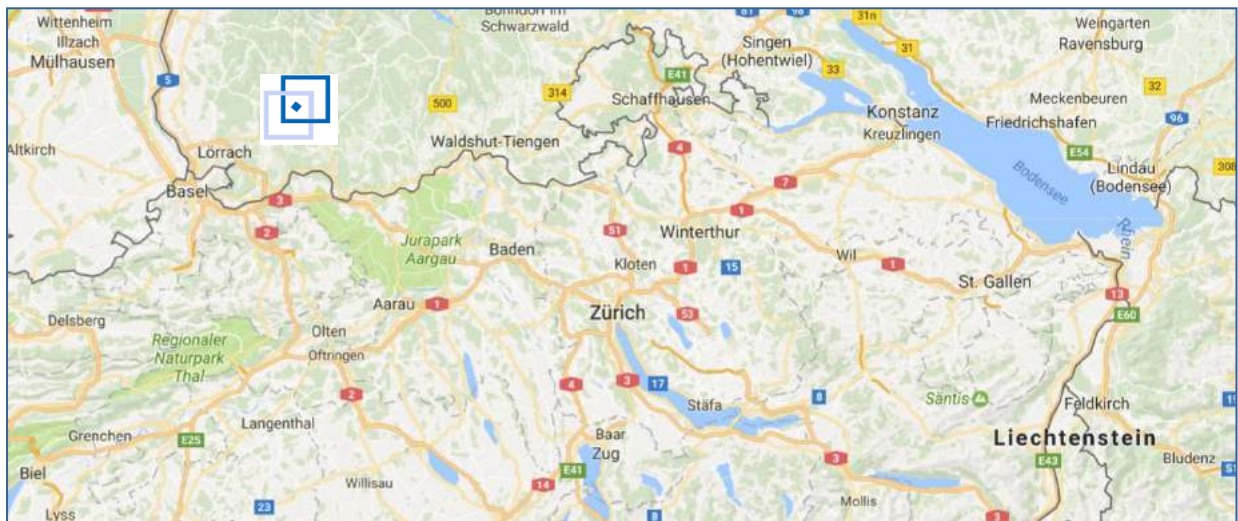 Wittenheim
Illzach
Mülhausen
5
500
314
Schwarzwald
Singen
(Hohentwiel)
33
31n
31
E41
Schaffhausen
Weingarten
Ravensburg
32
Meckenbeuren
96
Friedrichshafen
E54
Lindau
(Bodensee)
308
Konstanz
Kreuzlingen
Bodensee
Rhein
Altkirch
Lörrach
Basel
3
2
Waldshut-Tiengen
4
7
1
Jurapark
Aargau
Baden
51
Winterthur
Kloten
1
15
Wil
1
St. Gallen
13
E60
Delsberg
Aarau
1
Zürich
53
Regionaler
Naturpark
Thal
Olten
Oftringen
2
4
3
17
Stäfa
8
Säntis
Feldkirch
Liechtenstein
Grenchen
E25
Langenthal
Baar
Zug
E41
14
3
E43
Bludenz
Biel
Willisau
23
Lyss
8
Mollis
3